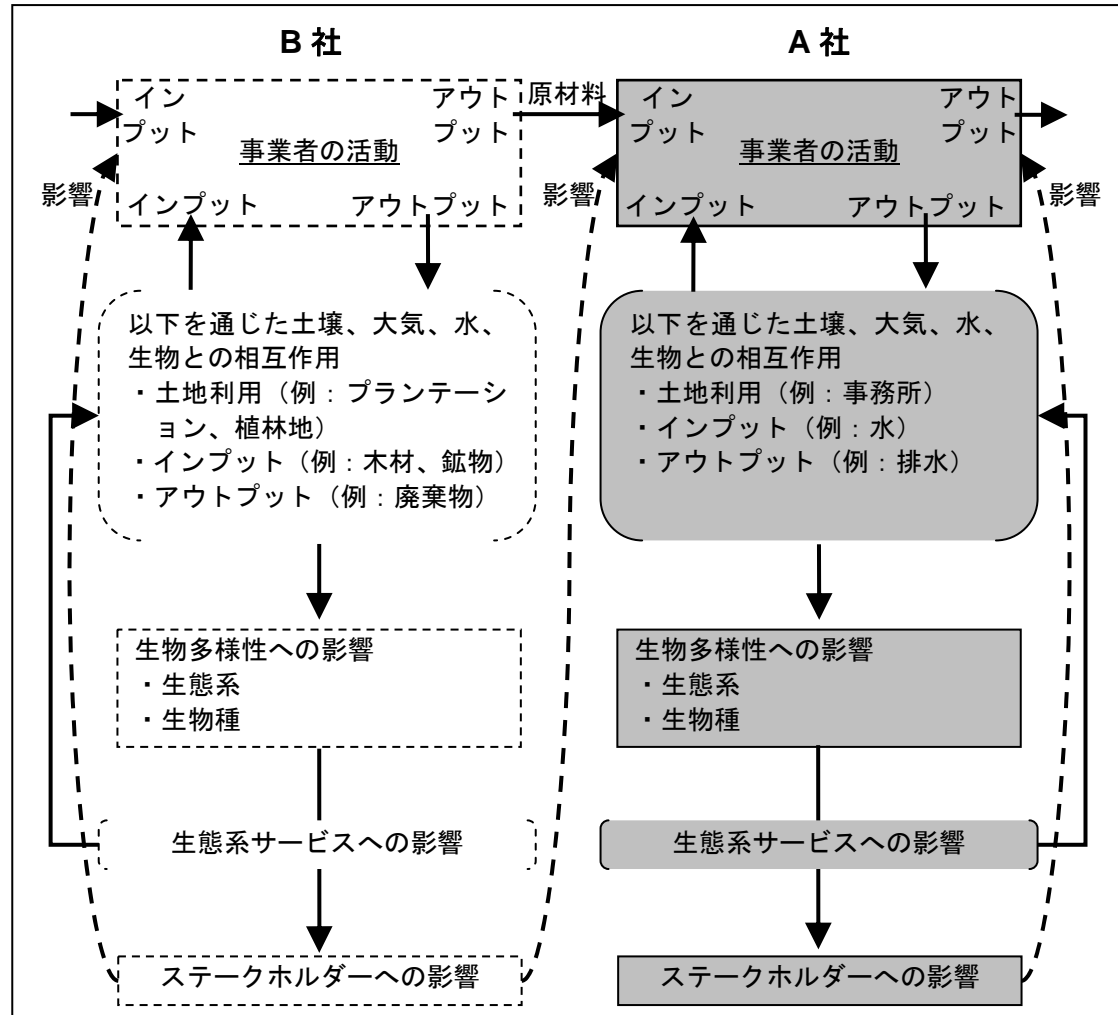 B 社
イン
プット
アウト
プット
事業者の活動
インプット
アウトプット
影響
以下を通じた土壌、大気、水、
生物との相互作用
・土地利用（例：プランテーシ
ョン、植林地）
・インプット（例：木材、鉱物）
・アウトプット（例：廃棄物）
生物多様性への影響
・生態系
・生物種
生態系サービスへの影響
ステークホルダーへの影響
原材料
A 社
イン
プット
アウト
プット
事業者の活動
インプット
アウトプット
影響
影響
以下を通じた土壌、大気、水、
生物との相互作用
・土地利用（例：事務所）
・インプット（例：水）
・アウトプット（例：排水）
生物多様性への影響
・生態系
・生物種
生態系サービスへの影響
ステークホルダーへの影響